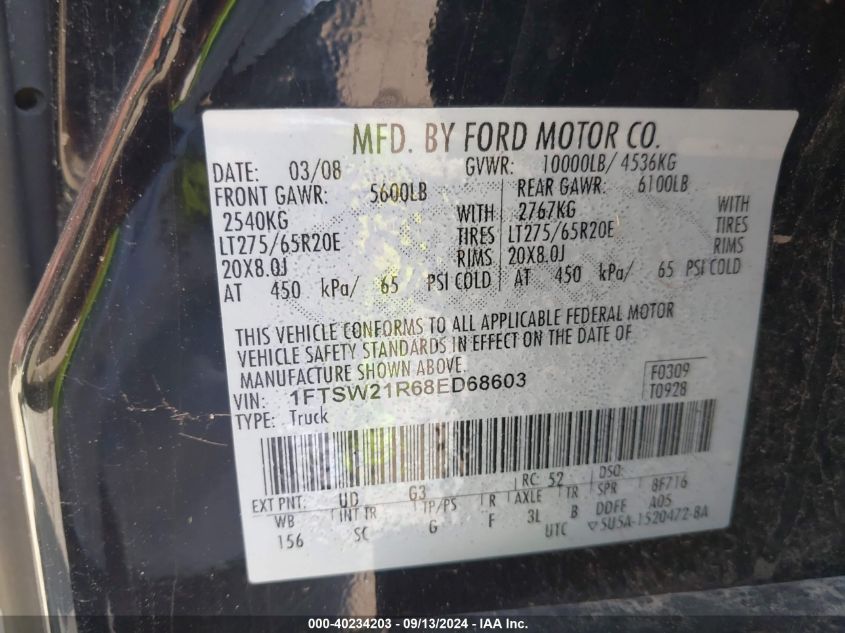 MFD. BY FORD MOTOR CO.
DATE: 03/08 GVWR: 10000LB/ 4536KG
FRONT GAWR: 5600LB REAR GAWR: 6100LB
2540KG WITH 2767KG WITH
LT275/65R20E TIRES LT275/65R20E TIRES
20X8.0J RIMS 20X8.0J RIMS
AT 450 kPa/ 65 PSI COLD AT 450 kPa/ 65 PSI COLD
THIS VEHICLE CONFORMS TO ALL APPLICABLE FEDERAL MOTOR
VEHICLE SAFETY STANDARDS IN EFFECT ON THE DATE OF
MANUFACTURE SHOWN ABOVE.
VIN: 1FTSW21R68ED68603 F0309
TYPE: Truck T0928
EXT PNT: UD G3 RC: 52 DSO:
WB INT TR TP/PS R AXLE TR SPR 8F716
156 SC G F 3L B DDFF A05
UTC ▽5U5A-1520472-BA
000-40234203 - 09/13/2024 - IAA Inc.